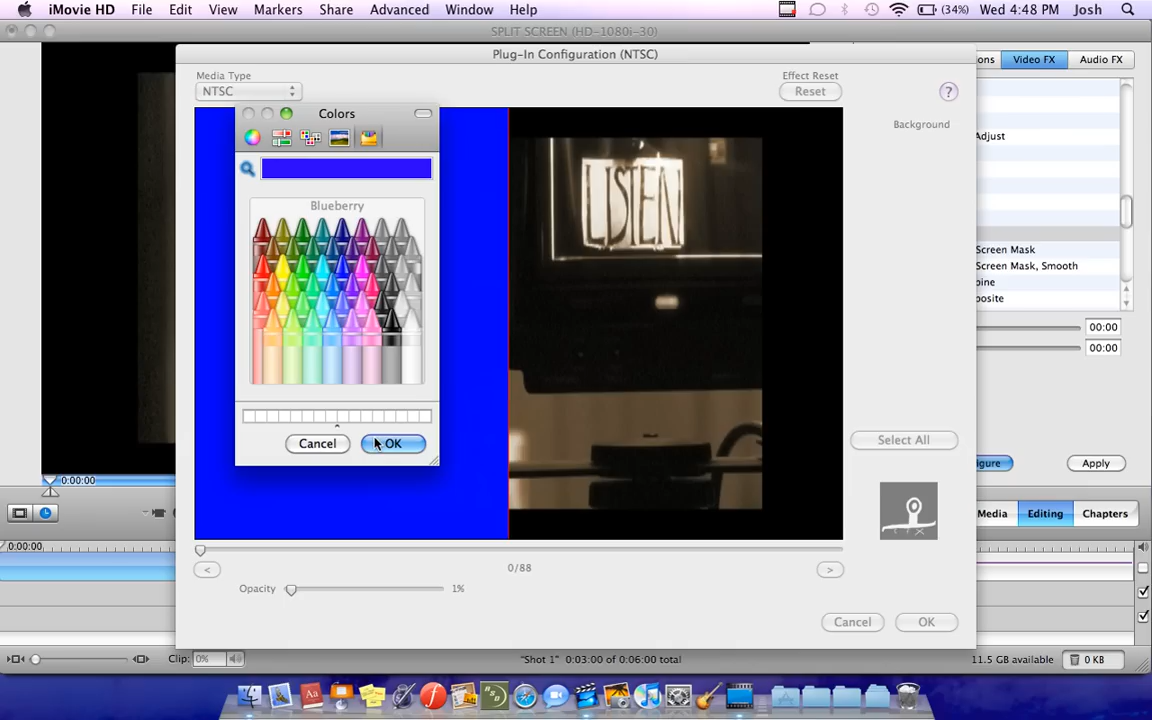 iMovie HD File Edit View Markers Share Advanced Window Help (34%) Wed 4:48 PM Josh
SPLIT SCREEN (HD-1080i-30)
Plug-In Configuration (NTSC)
Media Type
NTSC
Effect Reset
Reset
?
Background
ons Video FX Audio FX
Adjust
Screen Mask
Screen Mask, Smooth
bine
posite
00:00
00:00
Colors
Blueberry
Cancel OK
LISTEN
Select All
igure Apply
0:00:00
Media Editing Chapters
0:00:00
< 0/88 >
Opacity 1%
Cancel OK
Clip: 0% "Shot 1" 0:03:00 of 0:06:00 total 11.5 GB available 0 KB